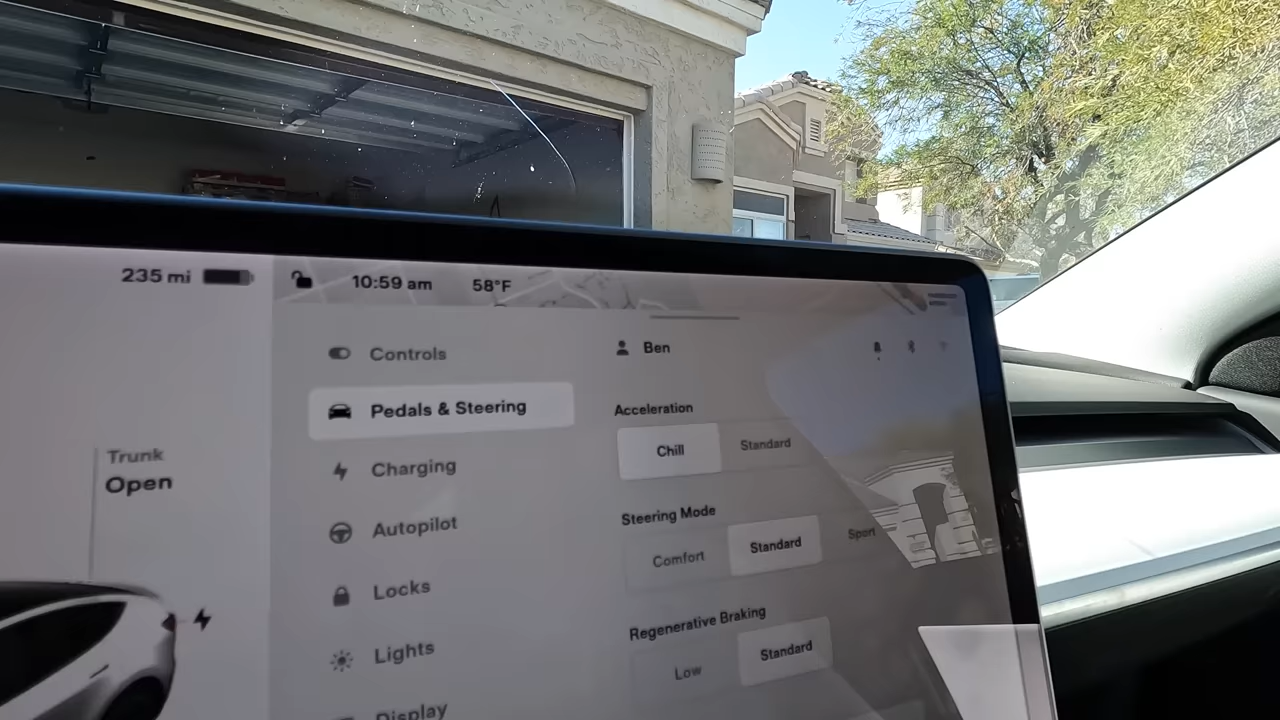 235 mi
10:59 am
58°F
Controls
Ben
Pedals & Steering
Acceleration
Chill
Standard
Trunk
Open
Charging
Steering Mode
Autopilot
Comfort
Standard
Sport
Locks
Regenerative Braking
Lights
Low
Standard
Display